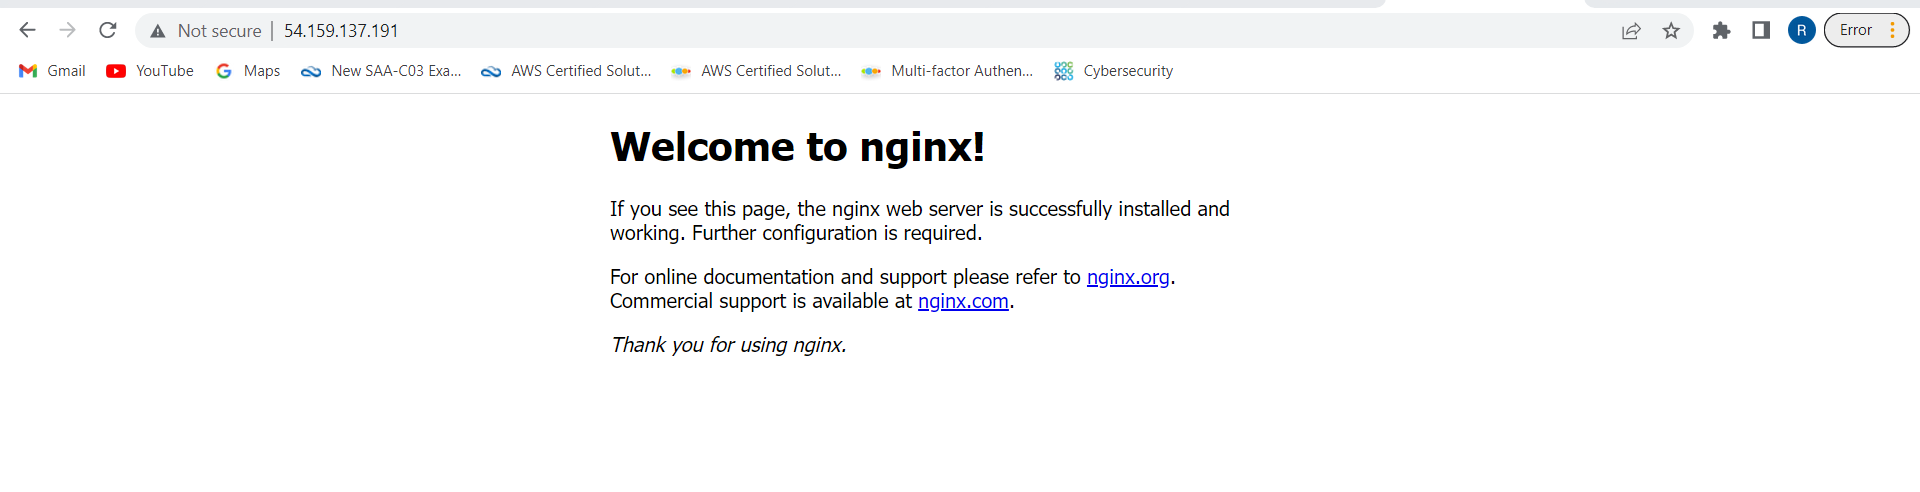 Not secure | 54.159.137.191
R
Error
Gmail
YouTube
Maps
New SAA-C03 Exa...
AWS Certified Solut...
AWS Certified Solut...
Multi-factor Authen...
Cybersecurity
Welcome to nginx!
If you see this page, the nginx web server is successfully installed and
working. Further configuration is required.
For online documentation and support please refer to nginx.org.
Commercial support is available at nginx.com.
Thank you for using nginx.